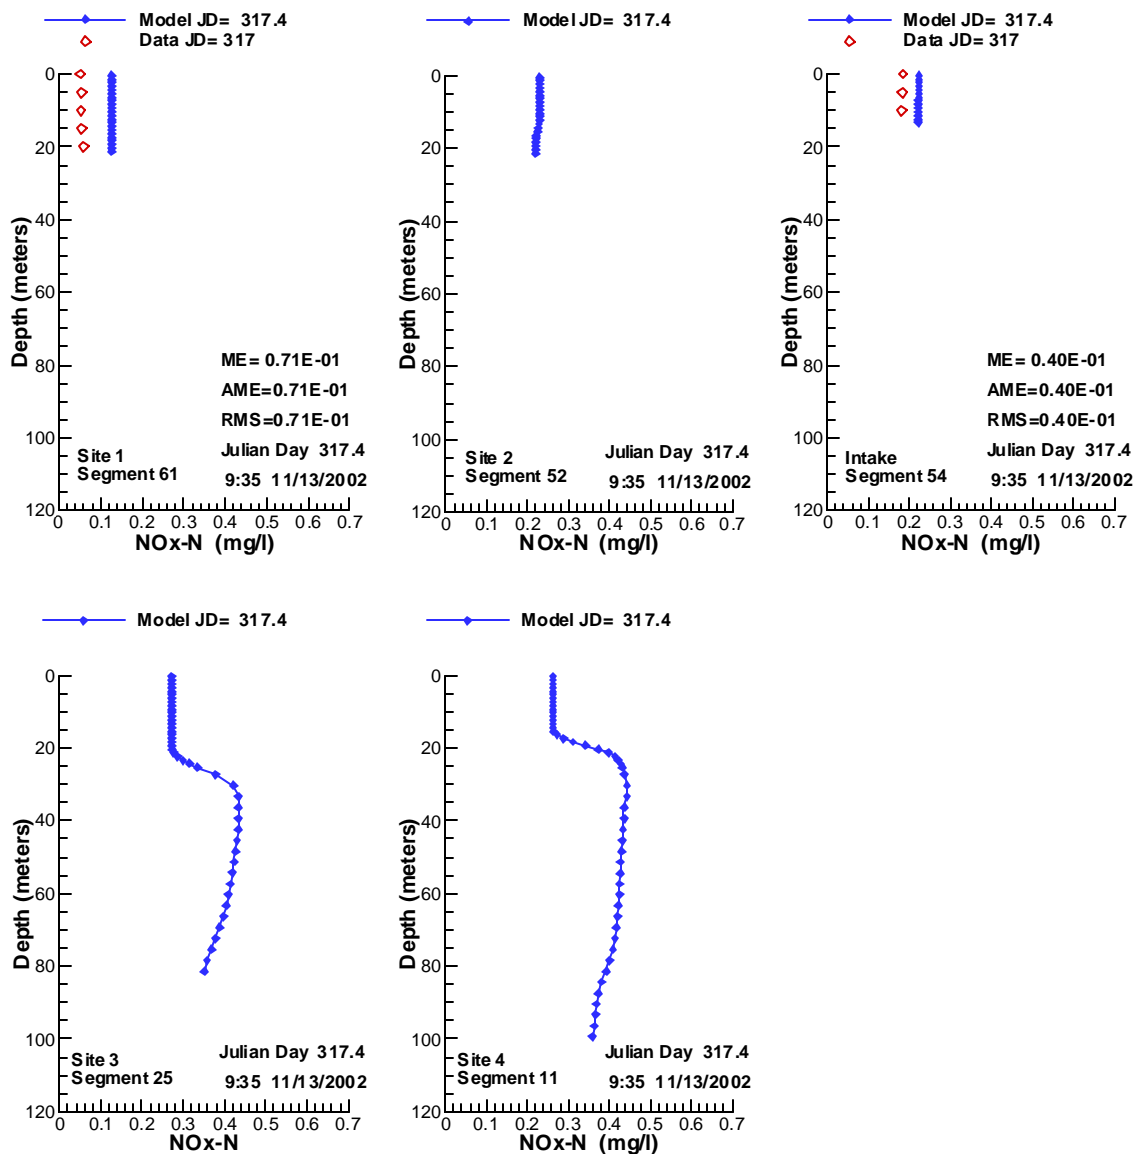 Model JD= 317.4
Data JD= 317
0
20
40
60
80
100
120
Depth (meters)
ME= 0.71E-01
AME=0.71E-01
RMS=0.71E-01
Julian Day 317.4
9:35 11/13/2002
Site 1
Segment 61
0 0.1 0.2 0.3 0.4 0.5 0.6 0.7
NOx-N (mg/l)
Model JD= 317.4
0
20
40
60
80
100
120
Depth (meters)
Julian Day 317.4
9:35 11/13/2002
Site 2
Segment 52
0 0.1 0.2 0.3 0.4 0.5 0.6 0.7
NOx-N (mg/l)
Model JD= 317.4
Data JD= 317
0
20
40
60
80
100
120
Depth (meters)
ME= 0.40E-01
AME=0.40E-01
RMS=0.40E-01
Julian Day 317.4
9:35 11/13/2002
Intake
Segment 54
0 0.1 0.2 0.3 0.4 0.5 0.6 0.7
NOx-N (mg/l)
Model JD= 317.4
0
20
40
60
80
100
120
Depth (meters)
Julian Day 317.4
9:35 11/13/2002
Site 3
Segment 25
0 0.1 0.2 0.3 0.4 0.5 0.6 0.7
NOx-N
Model JD= 317.4
0
20
40
60
80
100
120
Depth (meters)
Julian Day 317.4
9:35 11/13/2002
Site 4
Segment 11
0 0.1 0.2 0.3 0.4 0.5 0.6 0.7
NOx-N (mg/l)